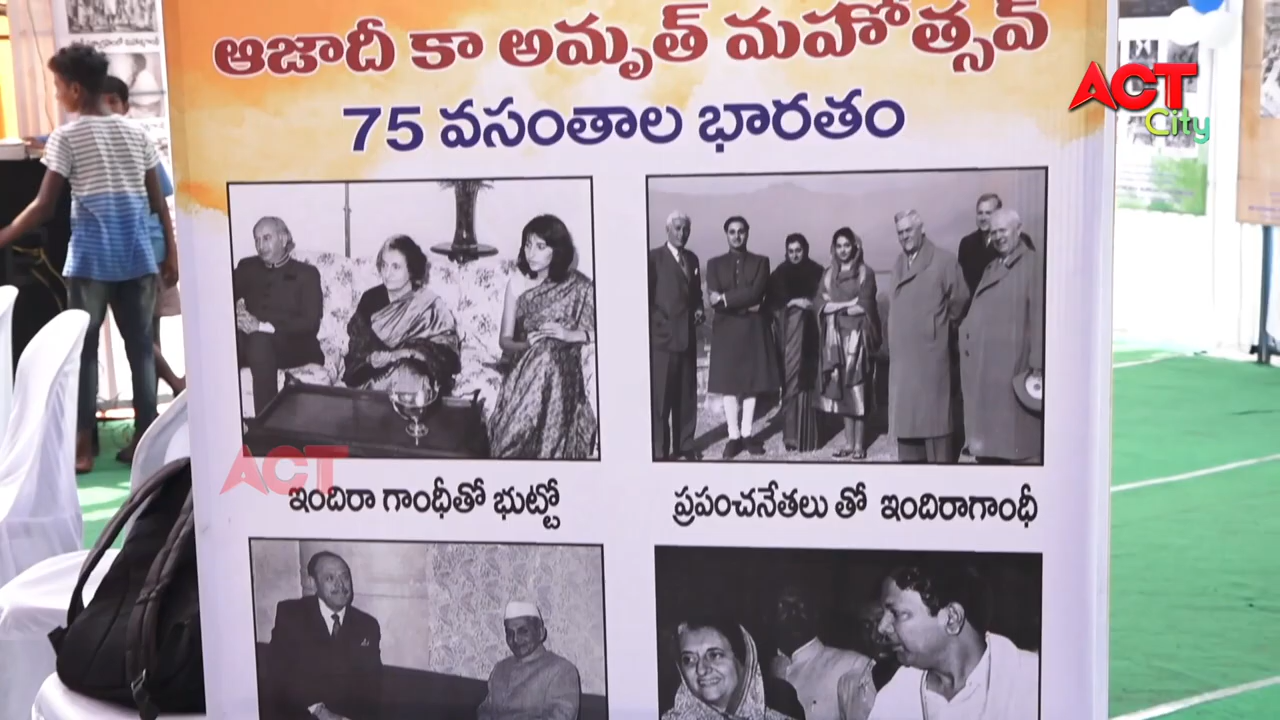 ఆజాదీ కా అమృత్ మహోత్సవ్
75 వసంతాల భారతం
ACT
City
ACT
ఇందిరా గాంధీతో భుట్టో
ప్రపంచనేతలు తో ఇందిరాగాంధీ